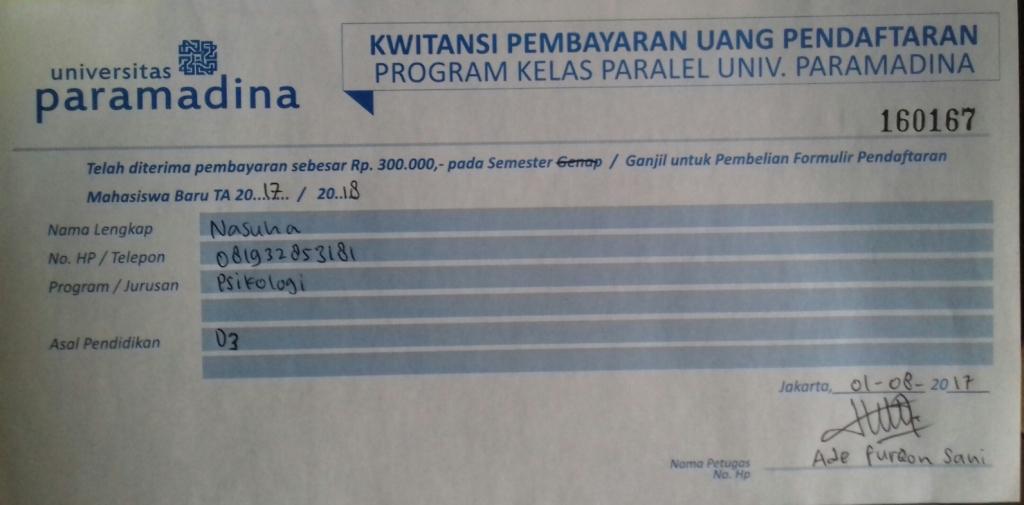 universitas
paramadina
KWITANSI PEMBAYARAN UANG PENDAFTARAN
PROGRAM KELAS PARALEL UNIV. PARAMADINA
160167
Telah diterima pembayaran sebesar Rp. 300.000,- pada Semester Genap / Ganjil untuk Pembelian Formulir Pendaftaran
Mahasiswa Baru TA 20..17.. / 20..18
Nama Lengkap Nasuha
No. HP / Telepon 081932853181
Program / Jurusan Psikologi
Asal Pendidikan D3
Jakarta, 01-08-2017
Ade furqon Sani
Nama Petugas
No. Hp